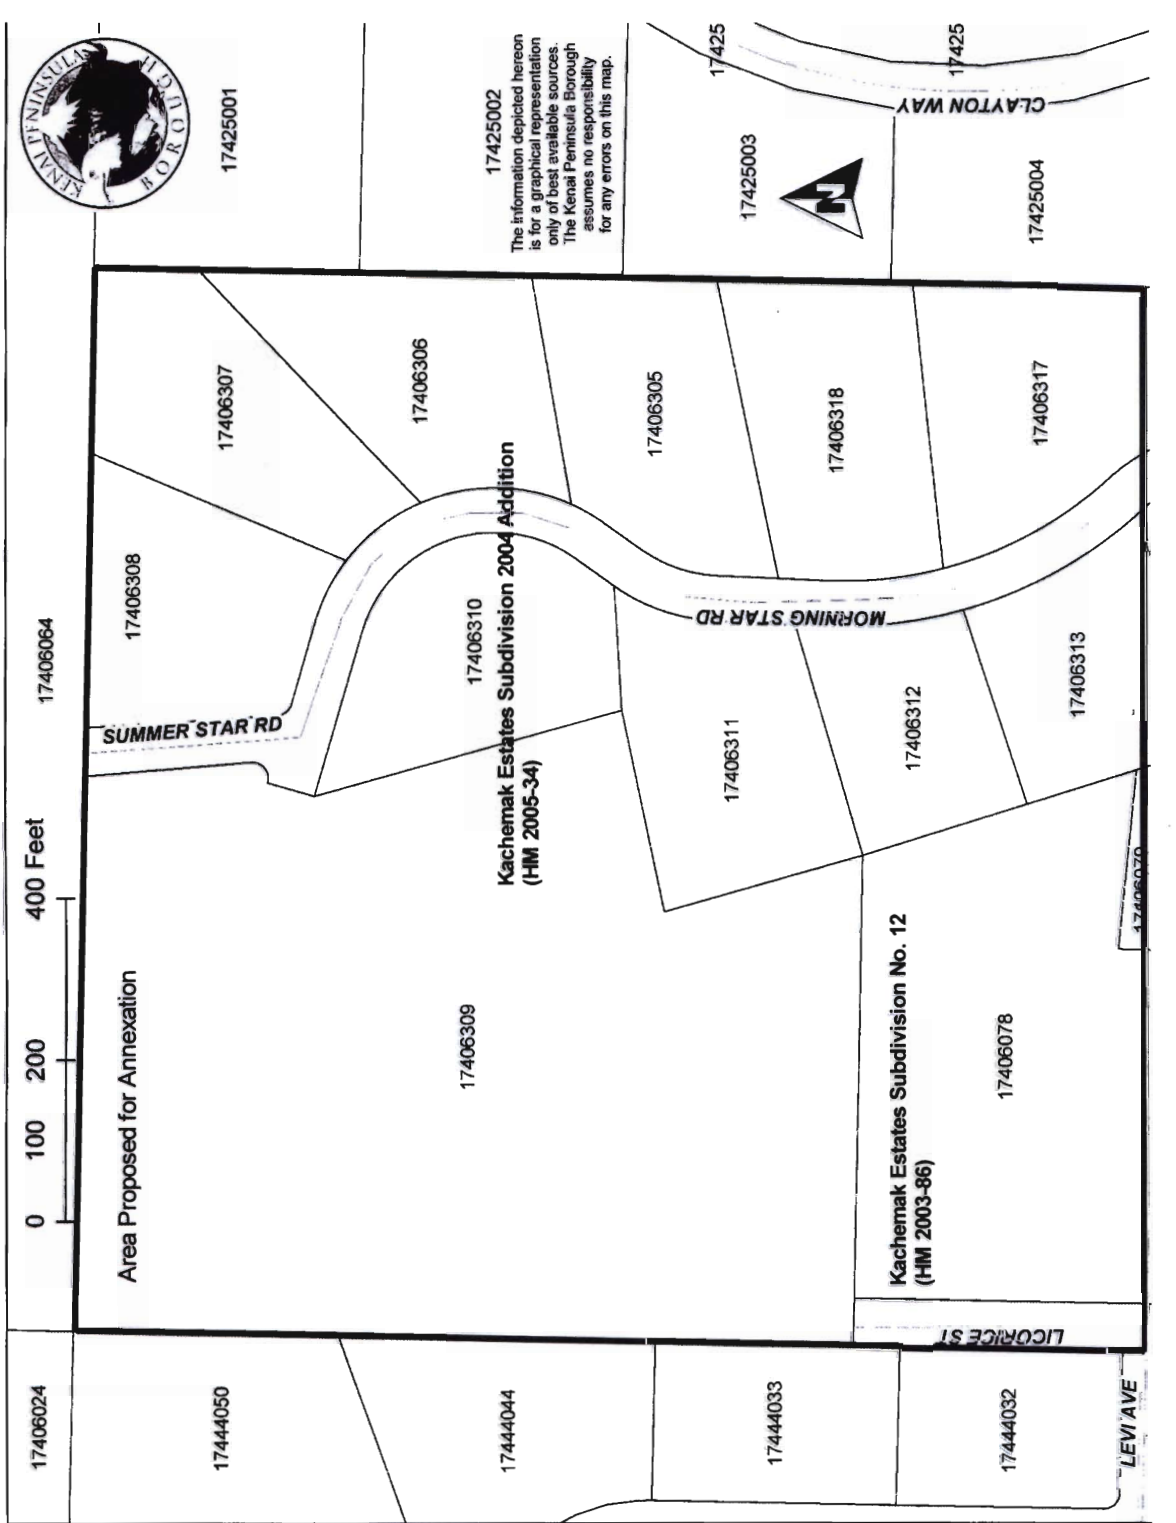 KENAI PENINSULA
BOROUGH
0 100 200 400 Feet
17406024
17406064
Area Proposed for Annexation
17444050
SUMMER STAR RD
17406308
17406307
17425001
17406309
17406310
17406306
17444044
Kachemak Estates Subdivision 2004 Addition
(HM 2005-34)
17425002
The information depicted hereon
is for a graphical representation
only of best available sources.
The Kenai Peninsula Borough
assumes no responsibility
for any errors on this map.
17406311
17406305
MORNING STAR RD
17444033
17425003
17425
N
17406318
17406312
Kachemak Estates Subdivision No. 12
(HM 2003-86)
CLAYTON WAY
17425
17444032
LICORICE ST
17406078
17406313
17406317
17425004
LEVI AVE
17406079